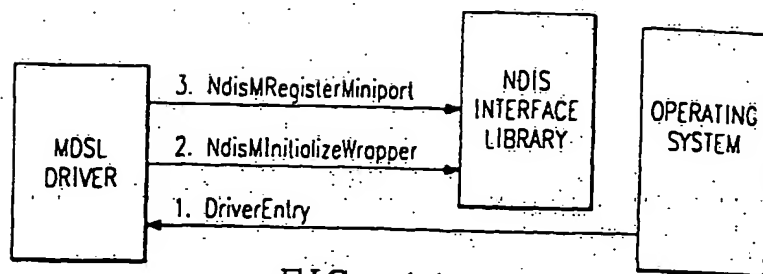 3. NdisMRegisterMiniport
2. NdisMInitializeWrapper
1. DriverEntry
MDSL
DRIVER
NDIS
INTERFACE
LIBRARY
OPERATING
SYSTEM